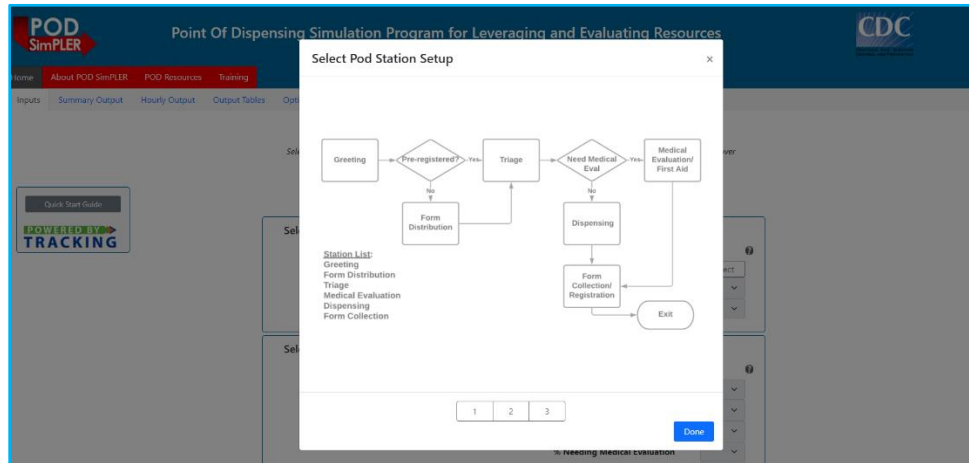 POD
SimPLER
Point Of Dispensing Simulation Program for Leveraging and Evaluating Resources
CDC
Home About POD SimPLER POD Resources Training
Inputs Summary Output Hourly Output Output Tables
Quick Start Guide
POWERED BY
TRACKING
Select Pod Station Setup ×
Greeting
Pre-registered?
Yes
Triage
Need Medical
Eval
Yes
Medical
Evaluation/
First Aid
No
Form
Distribution
No
Dispensing
Form
Collection/
Registration
Exit
Station List:
Greeting
Form Distribution
Triage
Medical Evaluation
Dispensing
Form Collection
1 2 3
Done
% Needing Medical Evaluation